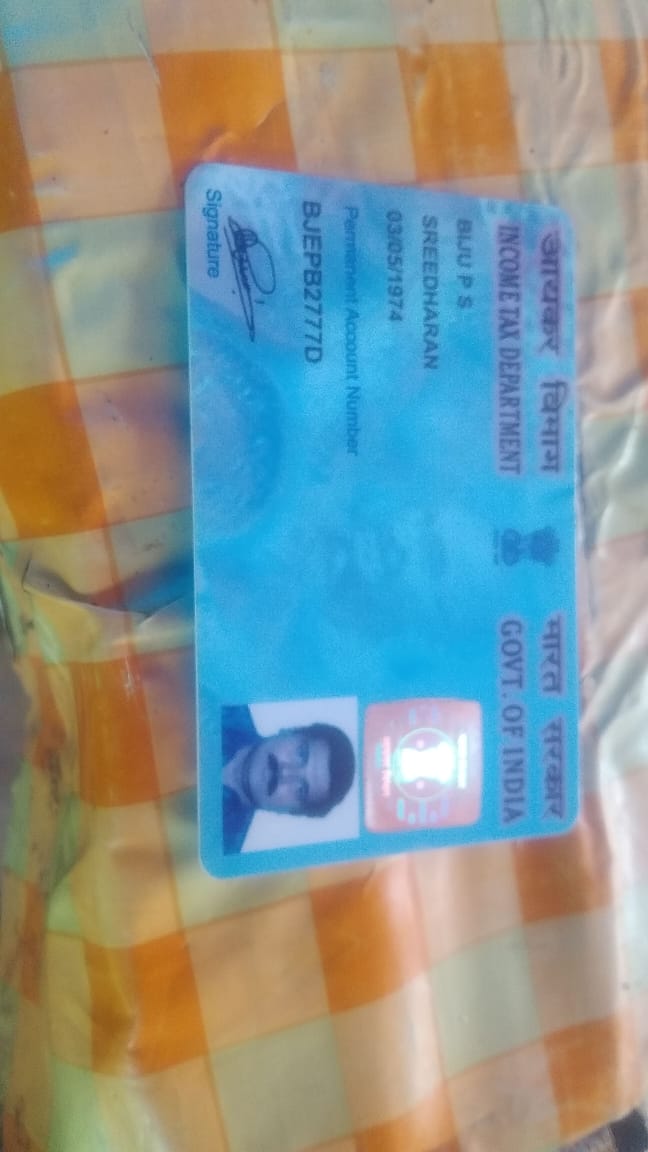 आयकर विभाग
INCOME TAX DEPARTMENT
भारत सरकार
GOVT. OF INDIA
BIJU P S
SREEDHARAN
03/05/1974
Permanent Account Number
BJEPB2777D
Signature